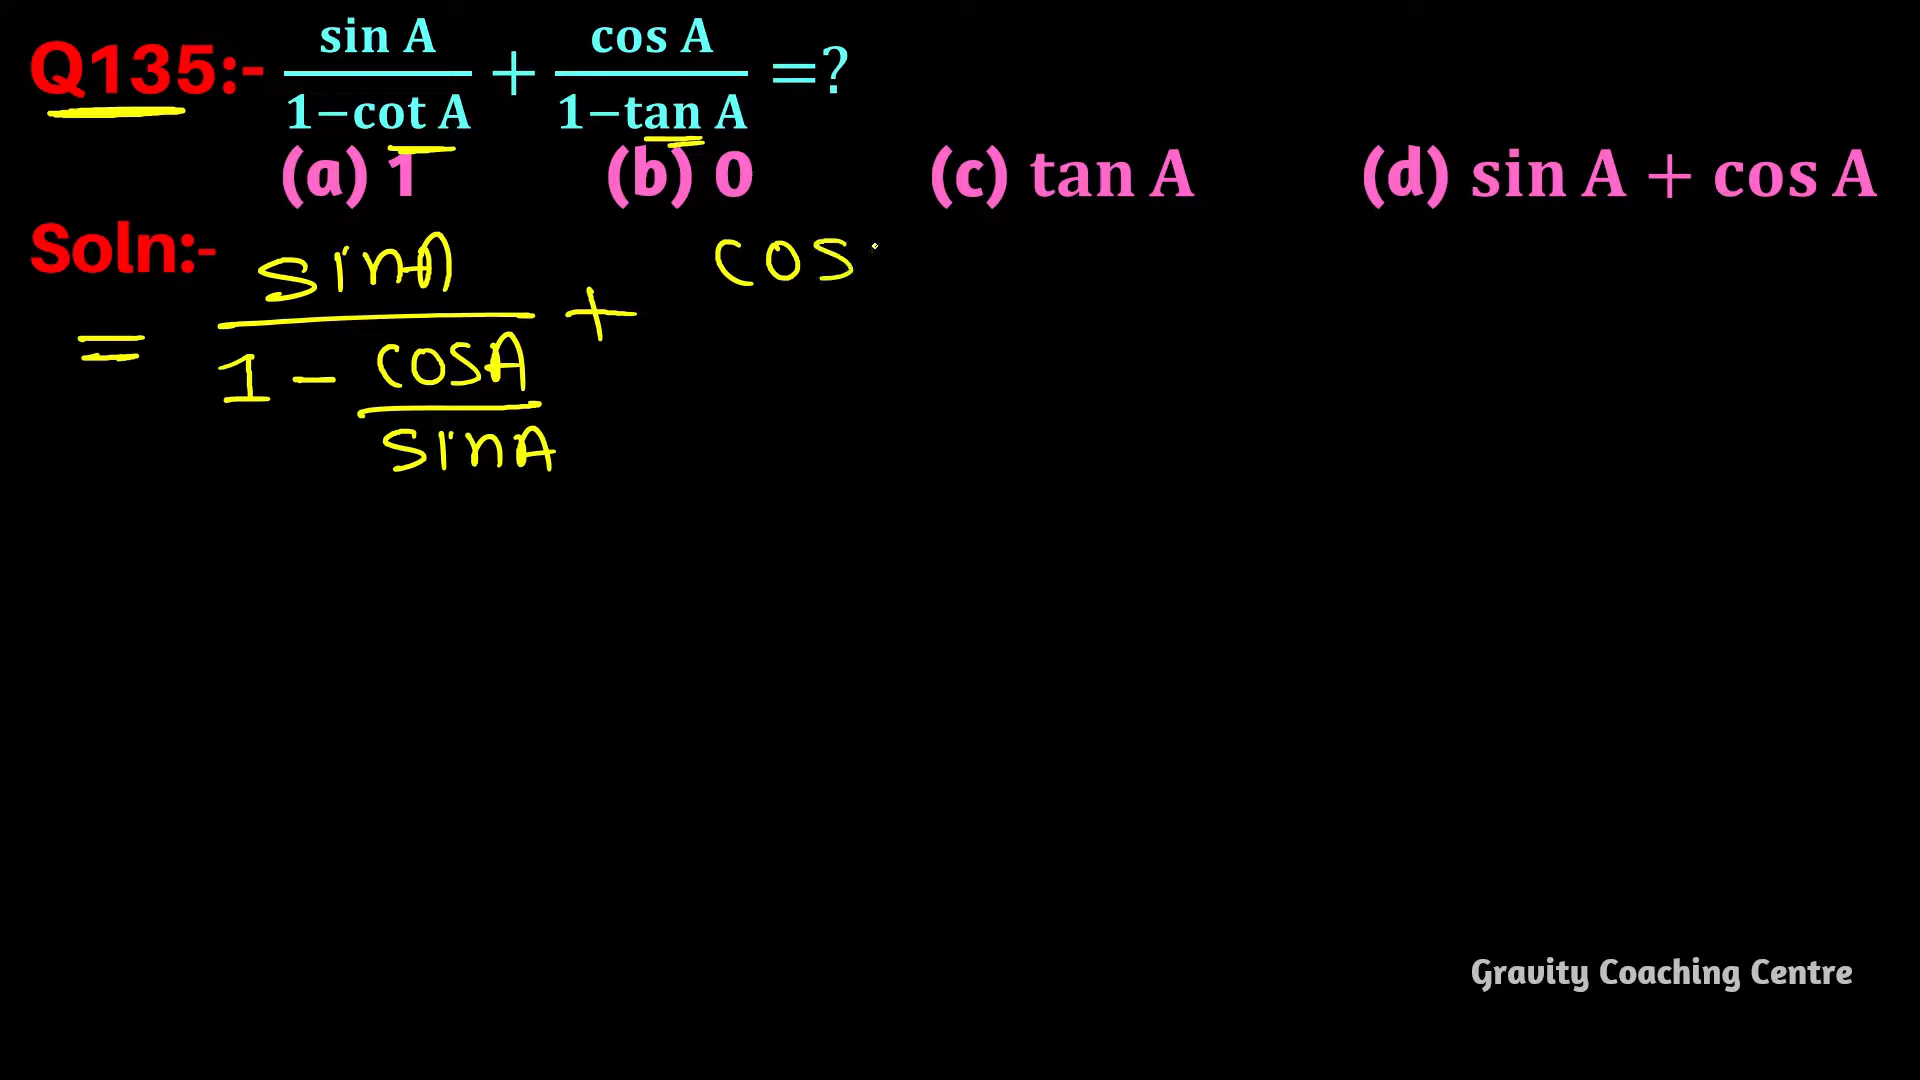 Q135:- sin A/1−cot A + cos A/1−tan A =?
(a) 1 (b) 0 (c) tan A (d) sin A + cos A
Soln:-
= sinA/1 - cosA/sinA + cos
Gravity Coaching Centre